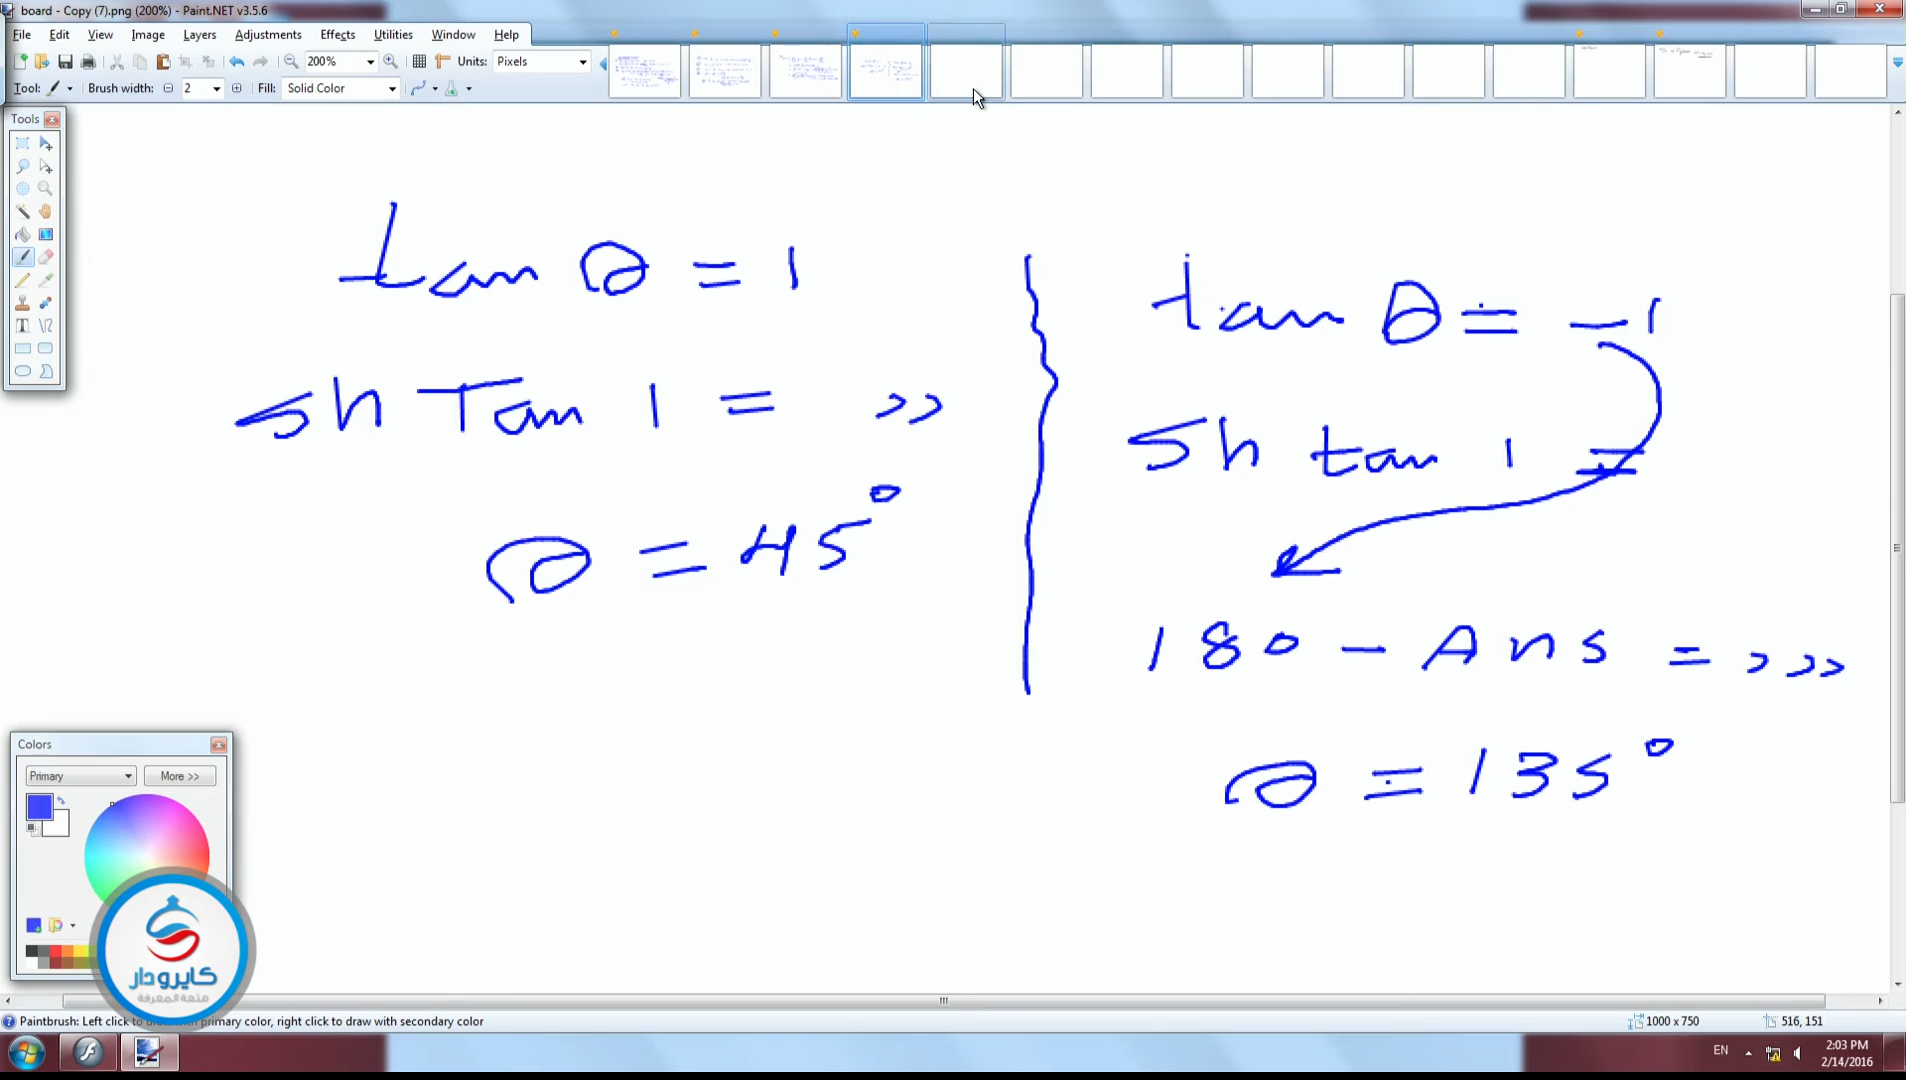 board - Copy (7).png (200%) - Paint.NET v3.5.6
File Edit View Image Layers Adjustments Effects Utilities Window Help
200% Units: Pixels
Tool: Brush width: 2 Fill: Solid Color
Tools
tan θ = 1
sh Tan 1 = >>
θ = 45°
tan θ = -1
sh tan 1 =
180 - Ans = >>>
θ = 135°
Colors
Primary More >>
كايرودار
متعة المعرفة
Paintbrush: Left click to draw with primary color, right click to draw with secondary color
1000 x 750 516, 151
EN 2:03 PM
2/14/2016